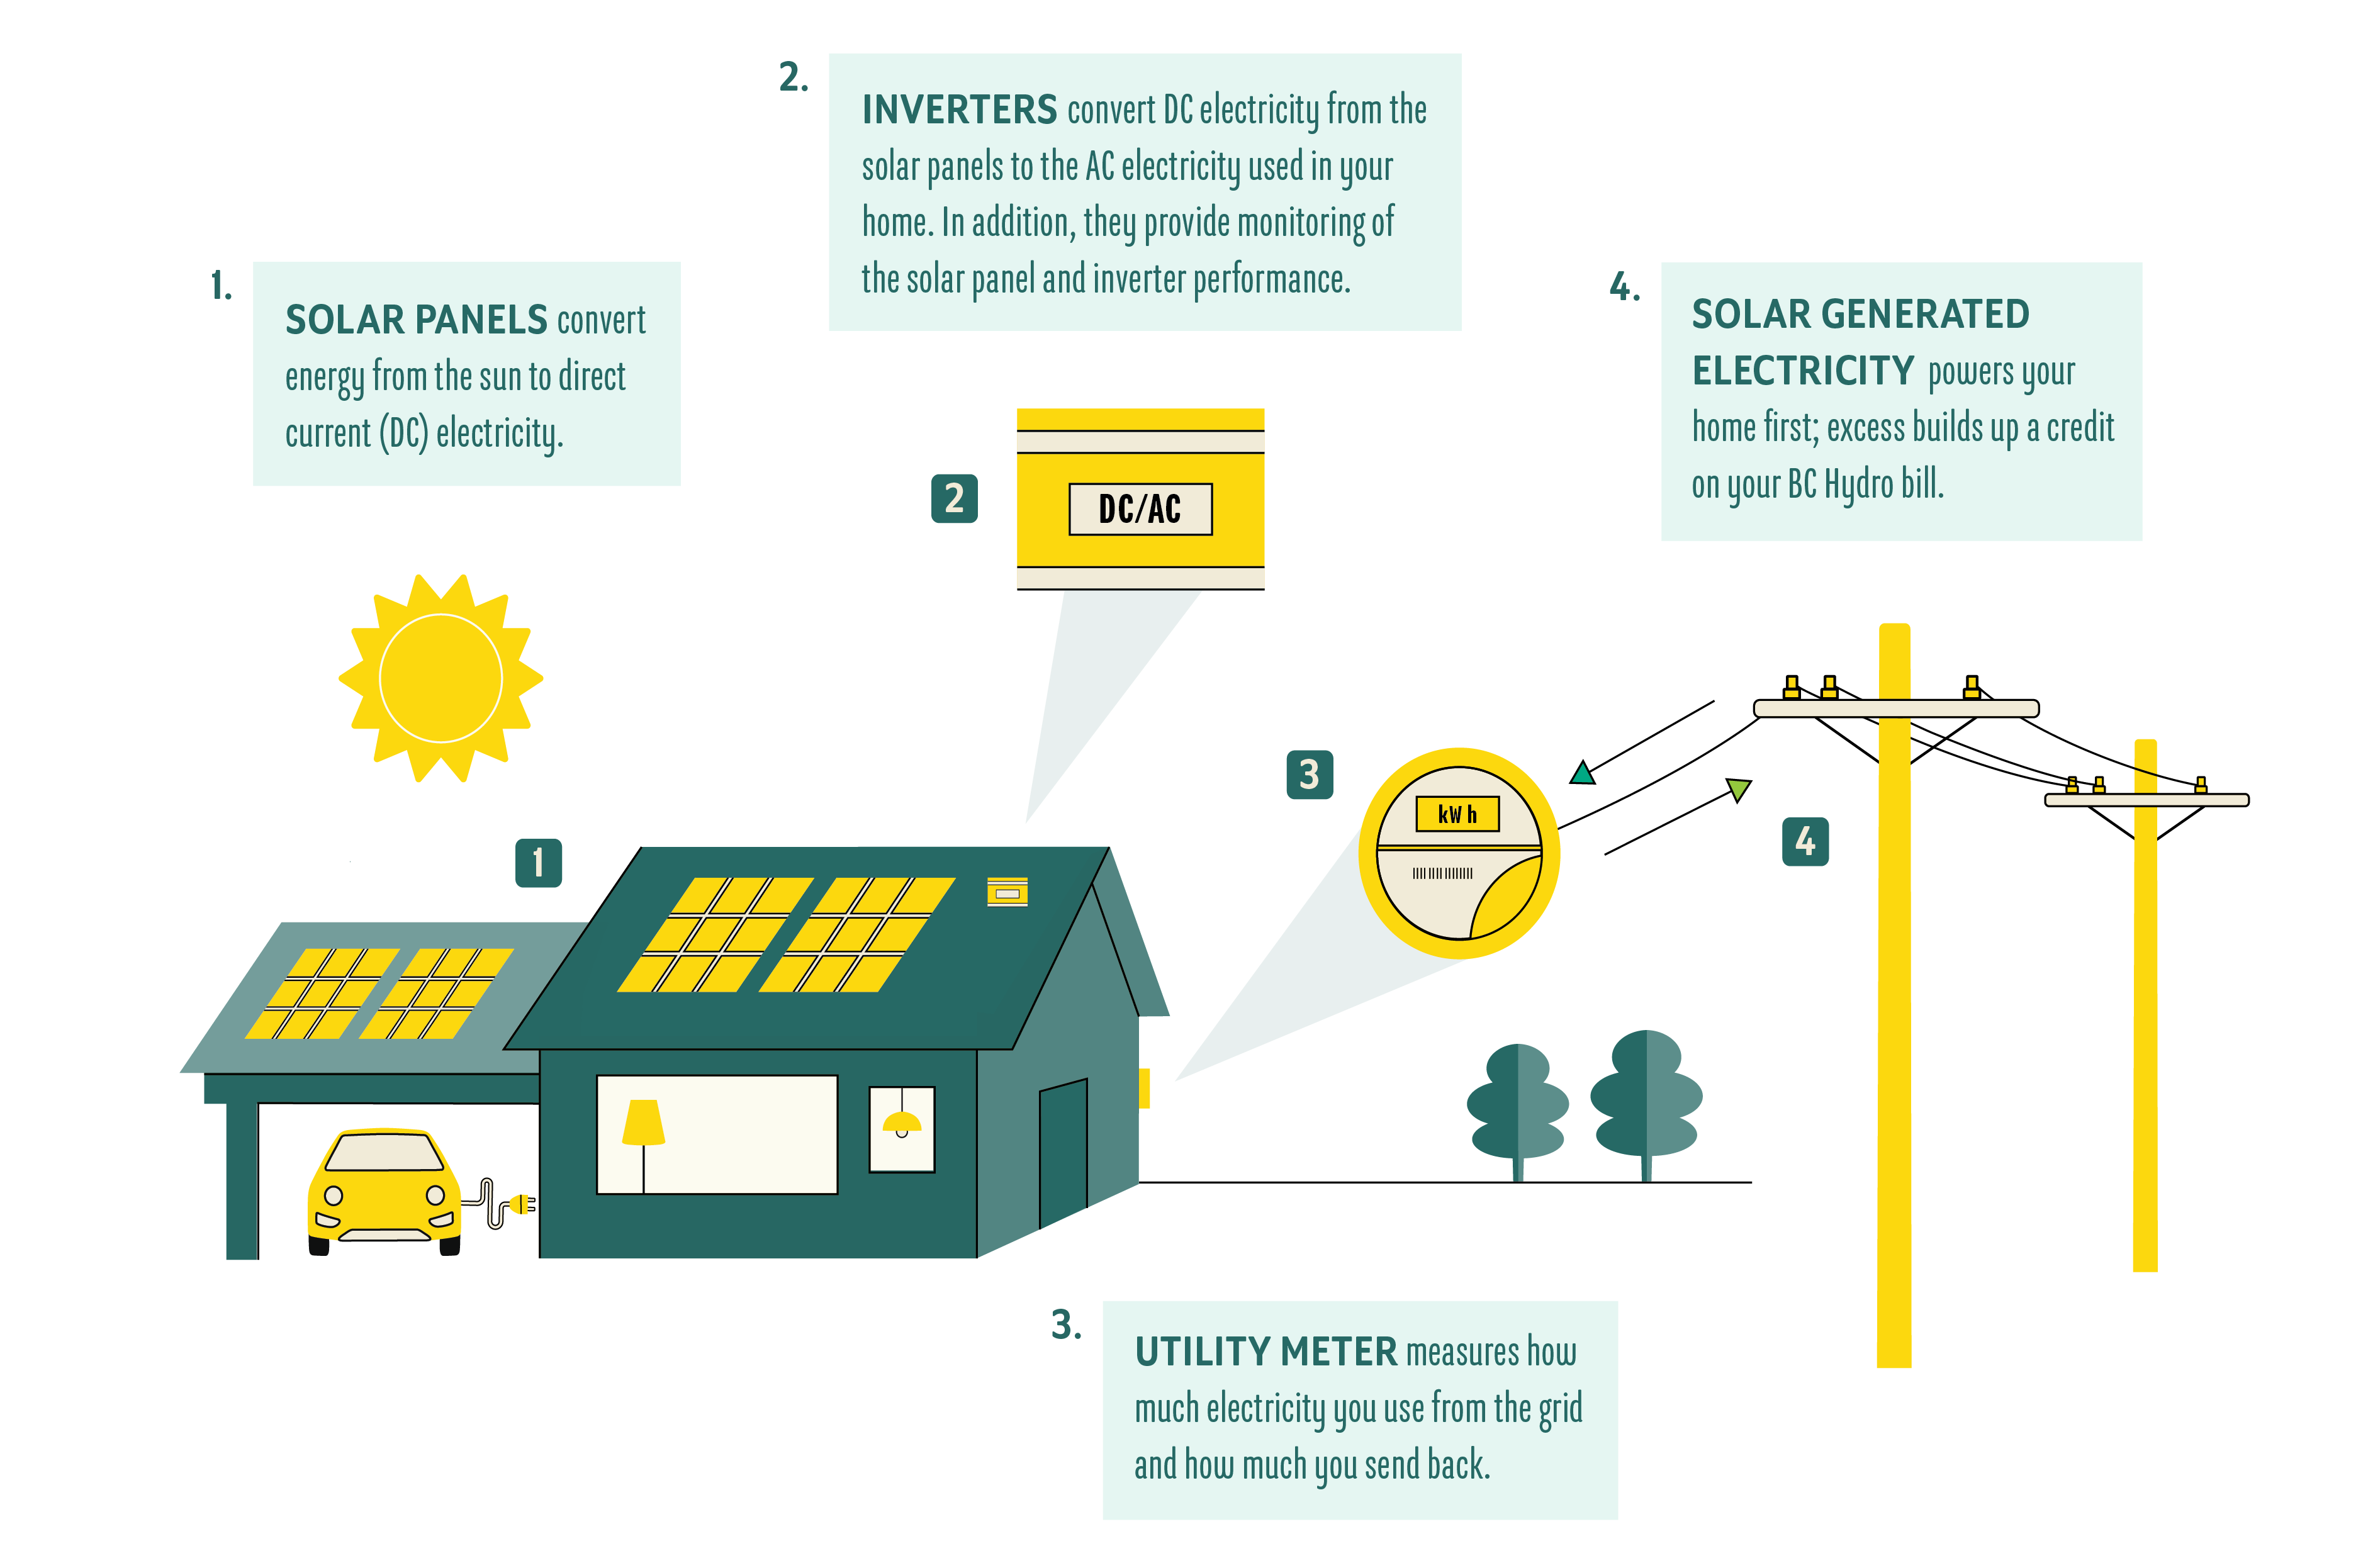 1.
SOLAR PANELS convert
energy from the sun to direct
current (DC) electricity.
2.
INVERTERS convert DC electricity from the
solar panels to the AC electricity used in your
home. In addition, they provide monitoring of
the solar panel and inverter performance.
4.
SOLAR GENERATED
ELECTRICITY powers your
home first; excess builds up a credit
on your BC Hydro bill.
2
DC/AC
3
kW h
4
1
3.
UTILITY METER measures how
much electricity you use from the grid
and how much you send back.